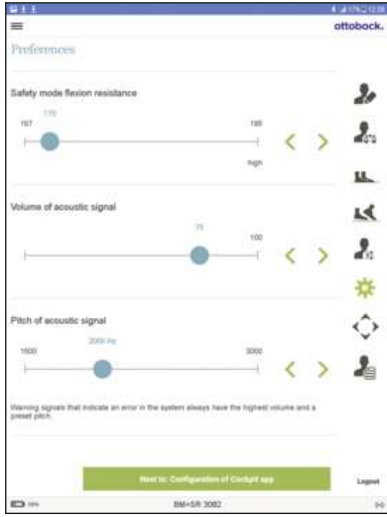 ottobock.
Preferences
Safety mode flexion resistance
170
167
195
high
Volume of acoustic signal
75
100
Pitch of acoustic signal
2000 Hz
1500
3000
Warning signals that indicate an error in the system always have the highest volume and a
preset pitch.
Next to: Configuration of Cockpit app
Logout
BM+SR 3082